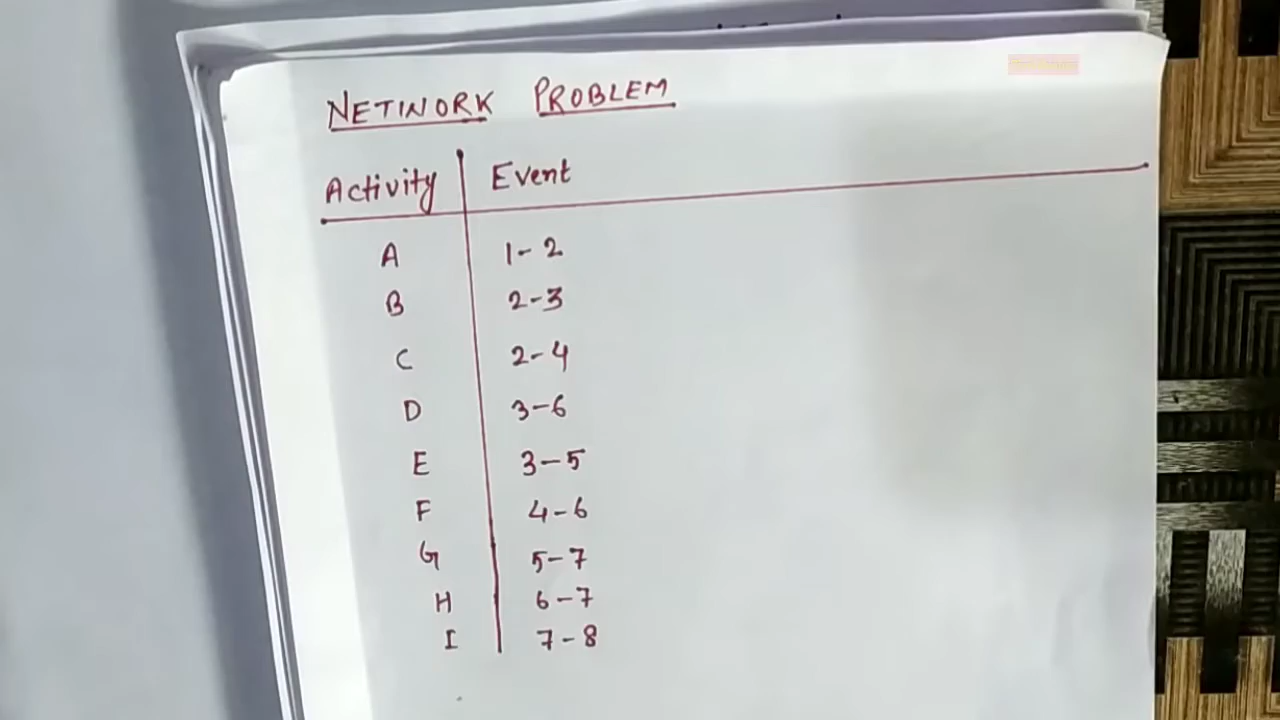 NETWORK PROBLEM
Activity Event
A 1-2
B 2-3
C 2-4
D 3-6
E 3-5
F 4-6
G 5-7
H 6-7
I 7-8